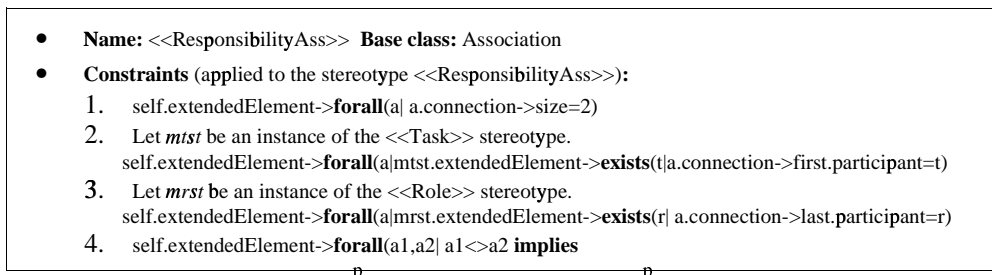 • Name: <<ResponsibilityAss>> Base class: Association
• Constraints (applied to the stereotype <<ResponsibilityAss>>):
1. self.extendedElement->forall(a| a.connection->size=2)
2. Let mtst be an instance of the <<Task>> stereotype.
self.extendedElement->forall(a|mtst.extendedElement->exists(t|a.connection->first.participant=t)
3. Let mrst be an instance of the <<Role>> stereotype.
self.extendedElement->forall(a|mrst.extendedElement->exists(r| a.connection->last.participant=r)
4. self.extendedElement->forall(a1,a2| a1<>a2 implies